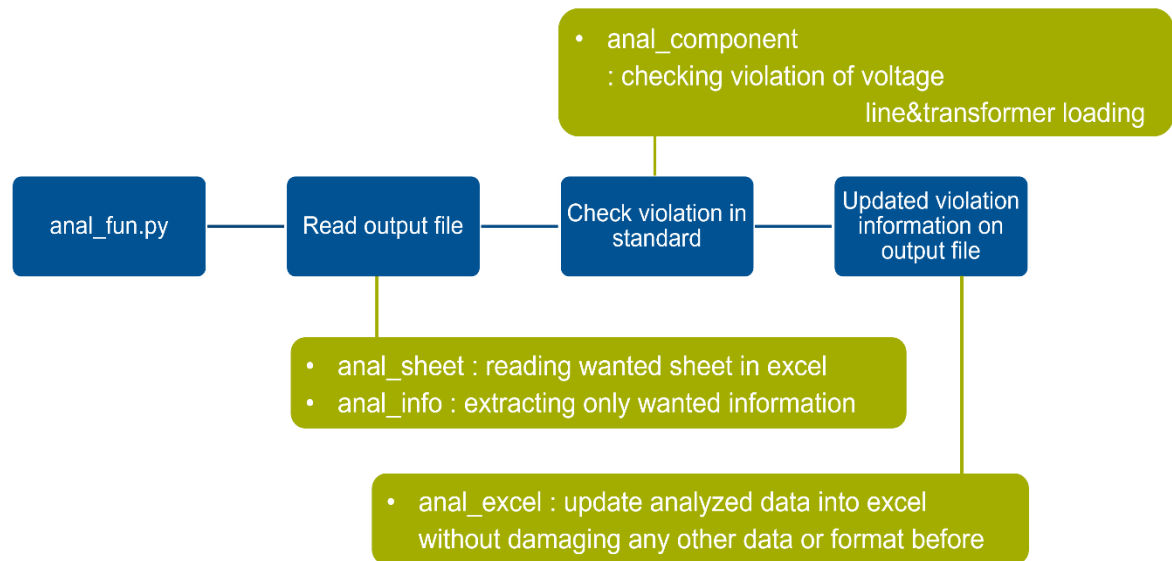 • anal_component
: checking violation of voltage
line&transformer loading
anal_fun.py
Read output file
Check violation in
standard
Updated violation
information on
output file
• anal_sheet : reading wanted sheet in excel
• anal_info : extracting only wanted information
• anal_excel : update analyzed data into excel
without damaging any other data or format before